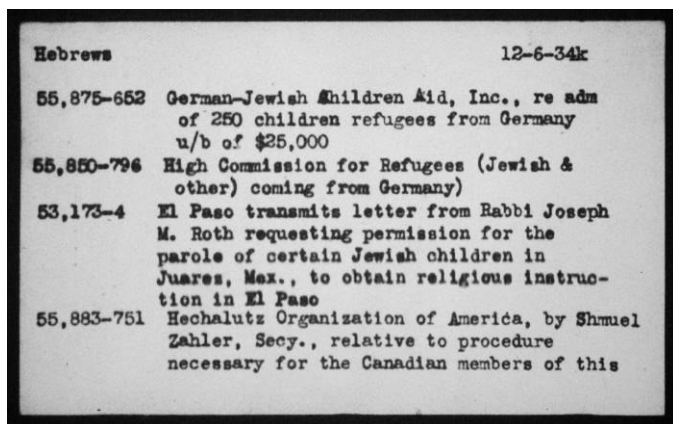 Hebrews 12-6-34k
55,875-652 German-Jewish Children Aid, Inc., re adm
of 250 children refugees from Germany
u/b of $25,000
55,850-796 High Commission for Refugees (Jewish &
other) coming from Germany)
53,173-4 El Paso transmits letter from Rabbi Joseph
M. Roth requesting permission for the
parole of certain Jewish children in
Juares, Mex., to obtain religious instruc-
tion in El Paso
55,883-751 Hechalutz Organization of America, by Shmuel
Zahler, Secy., relative to procedure
necessary for the Canadian members of this